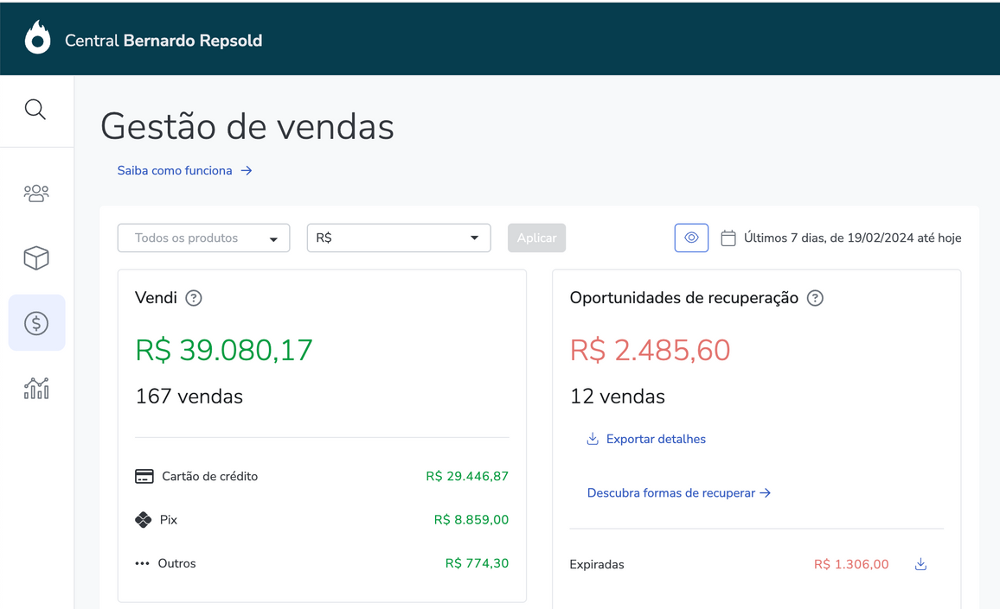 Central Bernardo Repsold
Gestão de vendas
Saiba como funciona
Todos os produtos
R$
Aplicar
Últimos 7 dias, de 19/02/2024 até hoje
Vendi
R$ 39.080,17
167 vendas
Cartão de crédito R$ 29.446,87
Pix R$ 8.859,00
Outros R$ 774,30
Oportunidades de recuperação
R$ 2.485,60
12 vendas
Exportar detalhes
Descubra formas de recuperar
Expiradas R$ 1.306,00